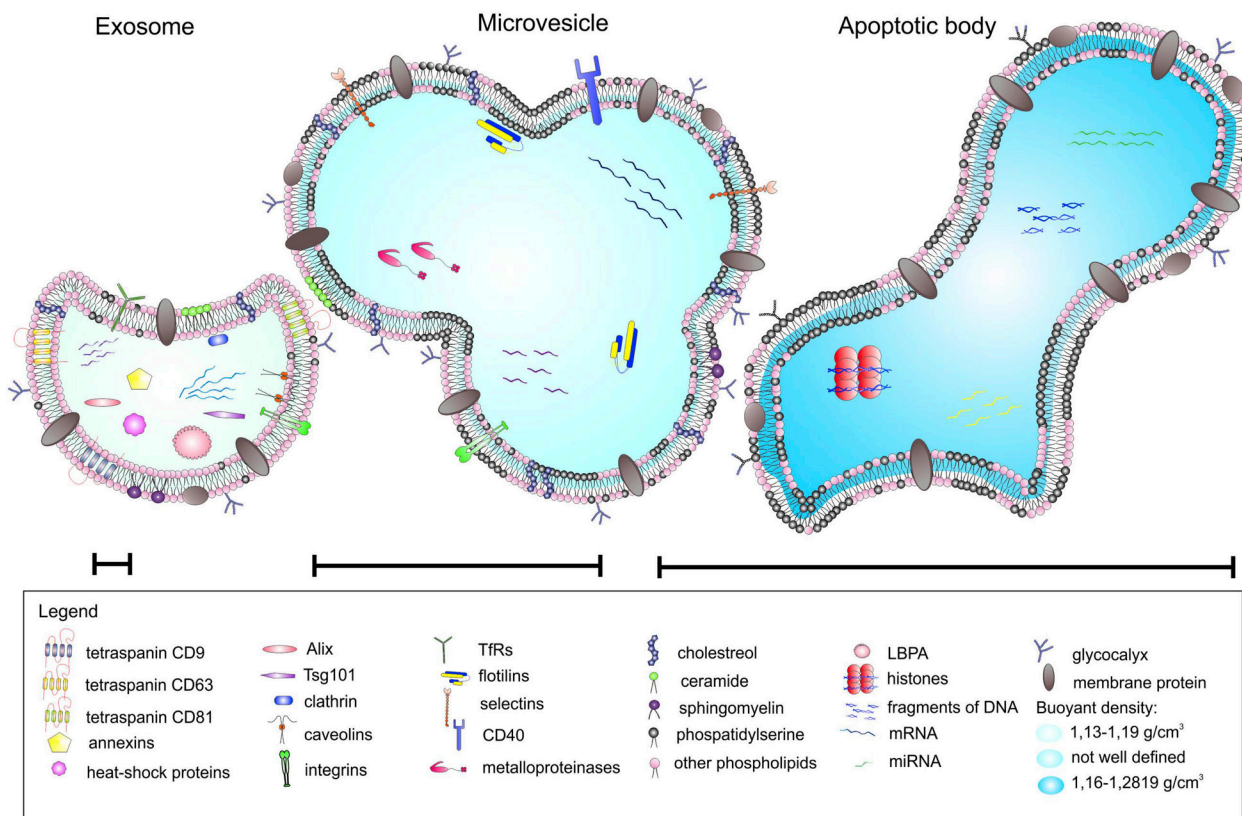 Exosome
Microvesicle
Apoptotic body
Legend
tetraspanin CD9
tetraspanin CD63
tetraspanin CD81
annexins
heat-shock proteins
Alix
Tsg101
clathrin
caveolins
integrins
TfRs
flotilins
selectins
CD40
metalloproteinases
cholestreol
ceramide
sphingomyelin
phospatidylserine
other phospholipids
LBPA
histones
fragments of DNA
mRNA
miRNA
glycocalyx
membrane protein
Buoyant density:
1,13-1,19 g/cm³
not well defined
1,16-1,2819 g/cm³